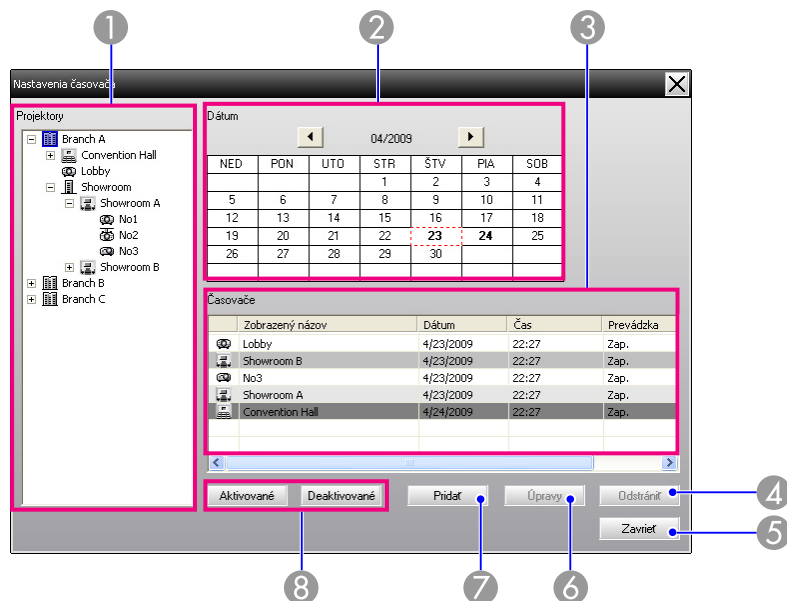 1 2 3
Nastavenia časovača
Projektory
Branch A
Convention Hall
Lobby
Showroom
Showroom A
No1
No2
No3
Showroom B
Branch B
Branch C
Dátum
04/2009
NED PON UTO STR ŠTV PIA SOB
1 2 3 4
5 6 7 8 9 10 11
12 13 14 15 16 17 18
19 20 21 22 23 24 25
26 27 28 29 30
Časovače
Zobrazený názov Dátum Čas Prevádzka
Lobby 4/23/2009 22:27 Zap.
Showroom B 4/23/2009 22:27 Zap.
No3 4/23/2009 22:27 Zap.
Showroom A 4/23/2009 22:27 Zap.
Convention Hall 4/24/2009 22:27 Zap.
Aktivované Deaktivované Pridať Úpravy Odstrániť 4
Zavrieť 5
8 7 6